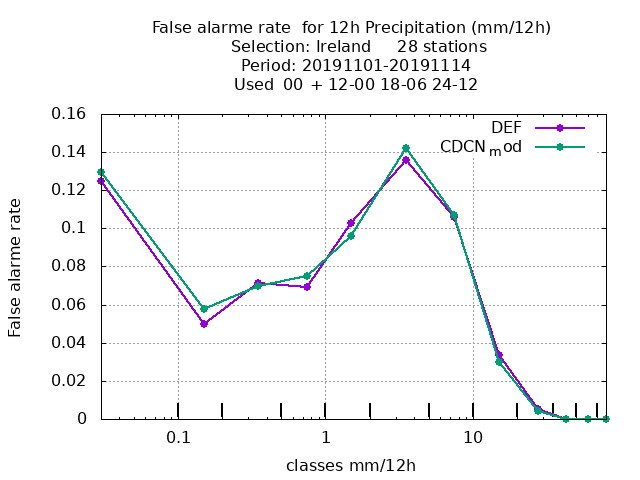 False alarme rate  for 12h Precipitation (mm/12h)
Selection: Ireland     28 stations
Period: 20191101-20191114
Used  00  + 12-00 18-06 24-12
0.16
0.14
0.12
0.1
0.08
0.06
0.04
0.02
0
False alarme rate
DEF
CDCNmod
0.1
1
10
classes mm/12h